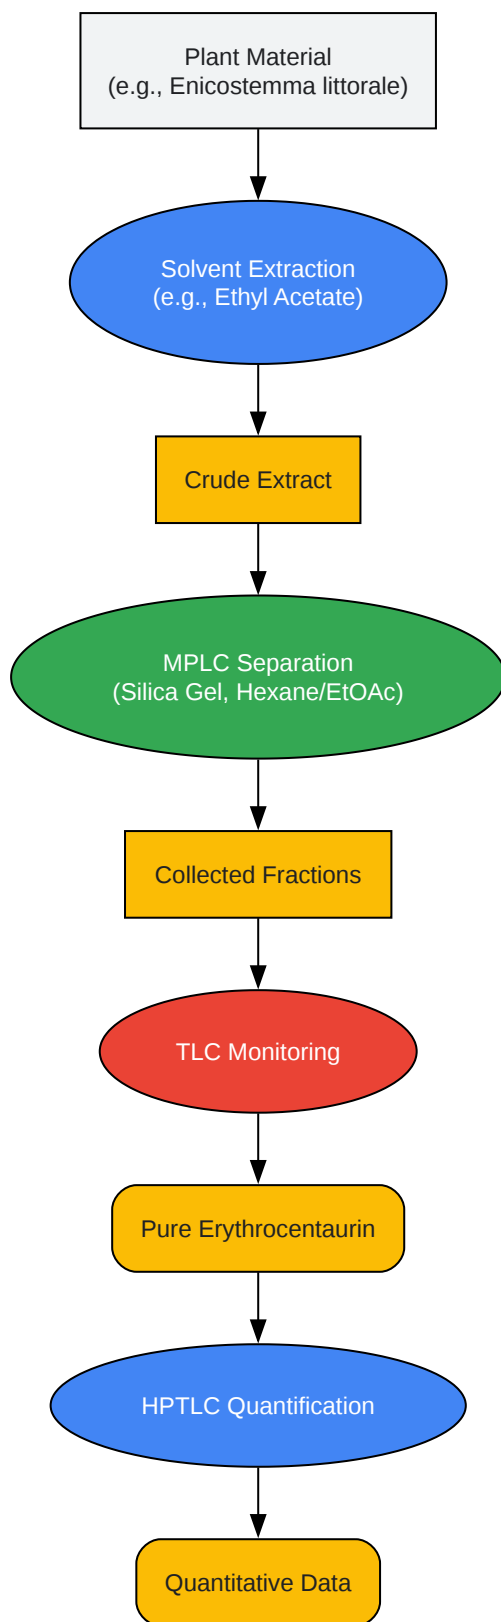 Plant Material
(e.g., Enicostemma littorale)
Solvent Extraction
(e.g., Ethyl Acetate)
Crude Extract
MPLC Separation
(Silica Gel, Hexane/EtOAc)
Collected Fractions
TLC Monitoring
Pure Erythrocentaurin
HPTLC Quantification
Quantitative Data